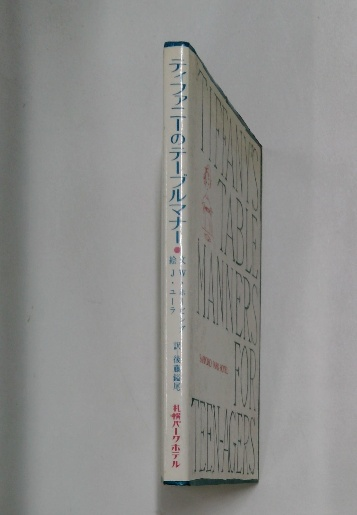 ティファニーのテーブルマナー
文 W・ホービング
絵 J・ユーラ
訳 後藤鎰尾
札幌パークホテル
TIFFANY'S
TABLE
MANNERS
FOR
TEEN-AGERS